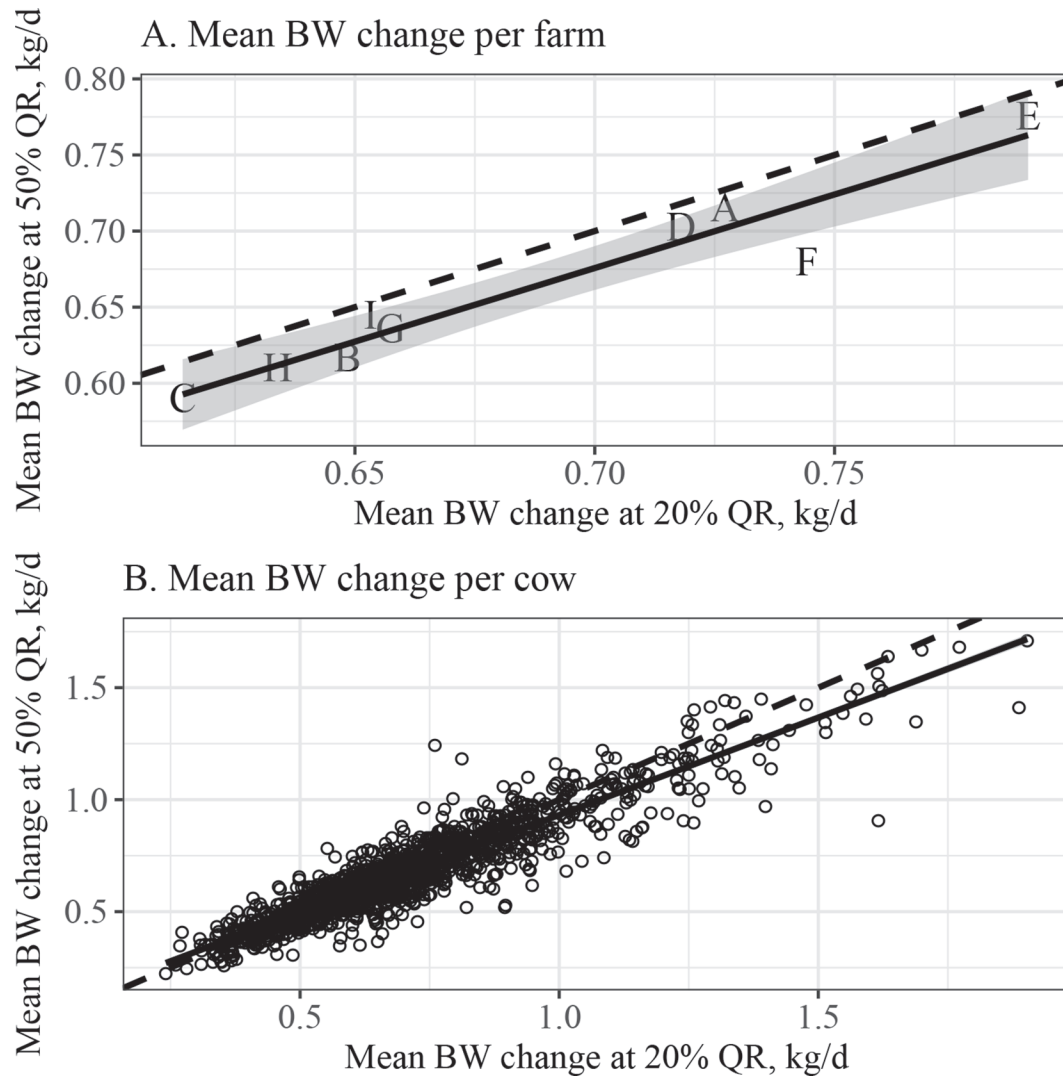 A. Mean BW change per farm
Mean BW change at 50% QR, kg/d
0.80
0.75
0.70
0.65
0.60
E
A
D
F
I
G
B
H
C
0.65 0.70 0.75
Mean BW change at 20% QR, kg/d
B. Mean BW change per cow
Mean BW change at 50% QR, kg/d
1.5
1.0
0.5
0.5 1.0 1.5
Mean BW change at 20% QR, kg/d